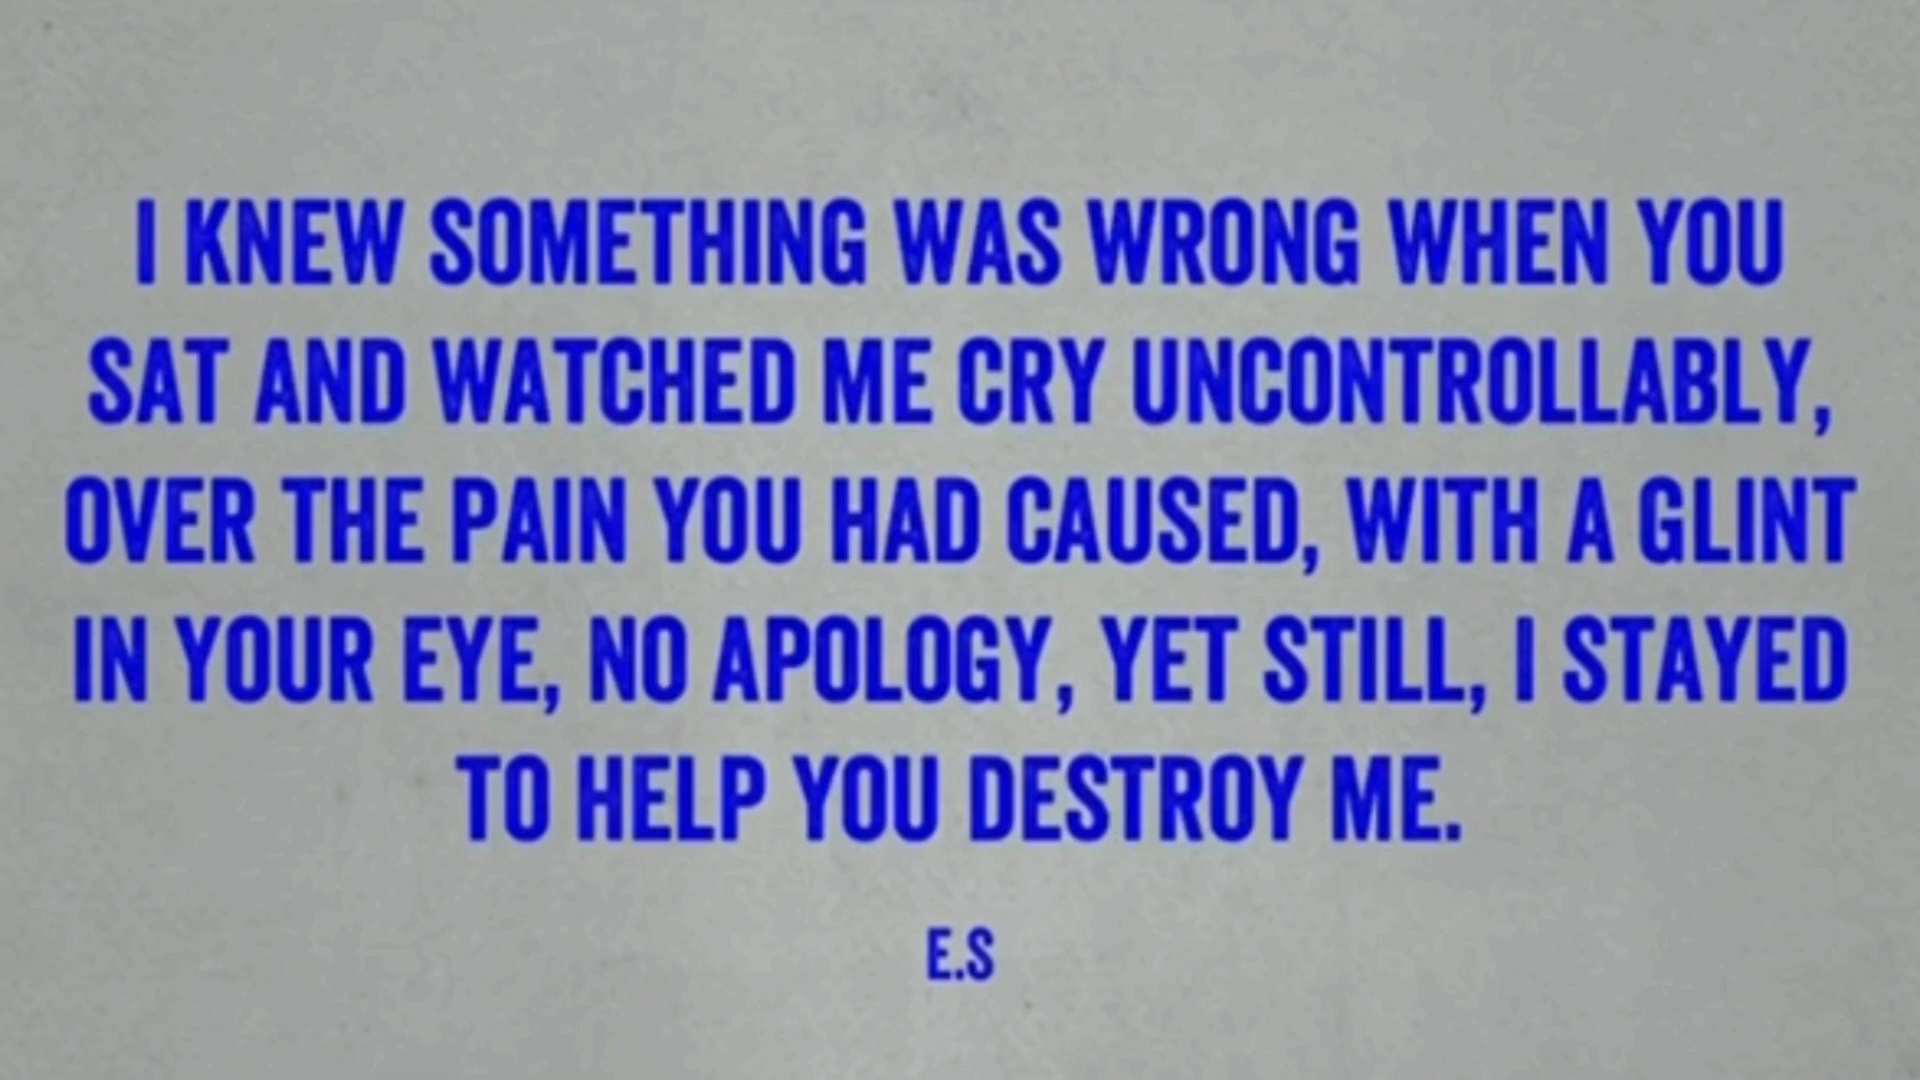 I KNEW SOMETHING WAS WRONG WHEN YOU
SAT AND WATCHED ME CRY UNCONTROLLABLY,
OVER THE PAIN YOU HAD CAUSED, WITH A GLINT
IN YOUR EYE, NO APOLOGY, YET STILL, I STAYED
TO HELP YOU DESTROY ME.
E.S